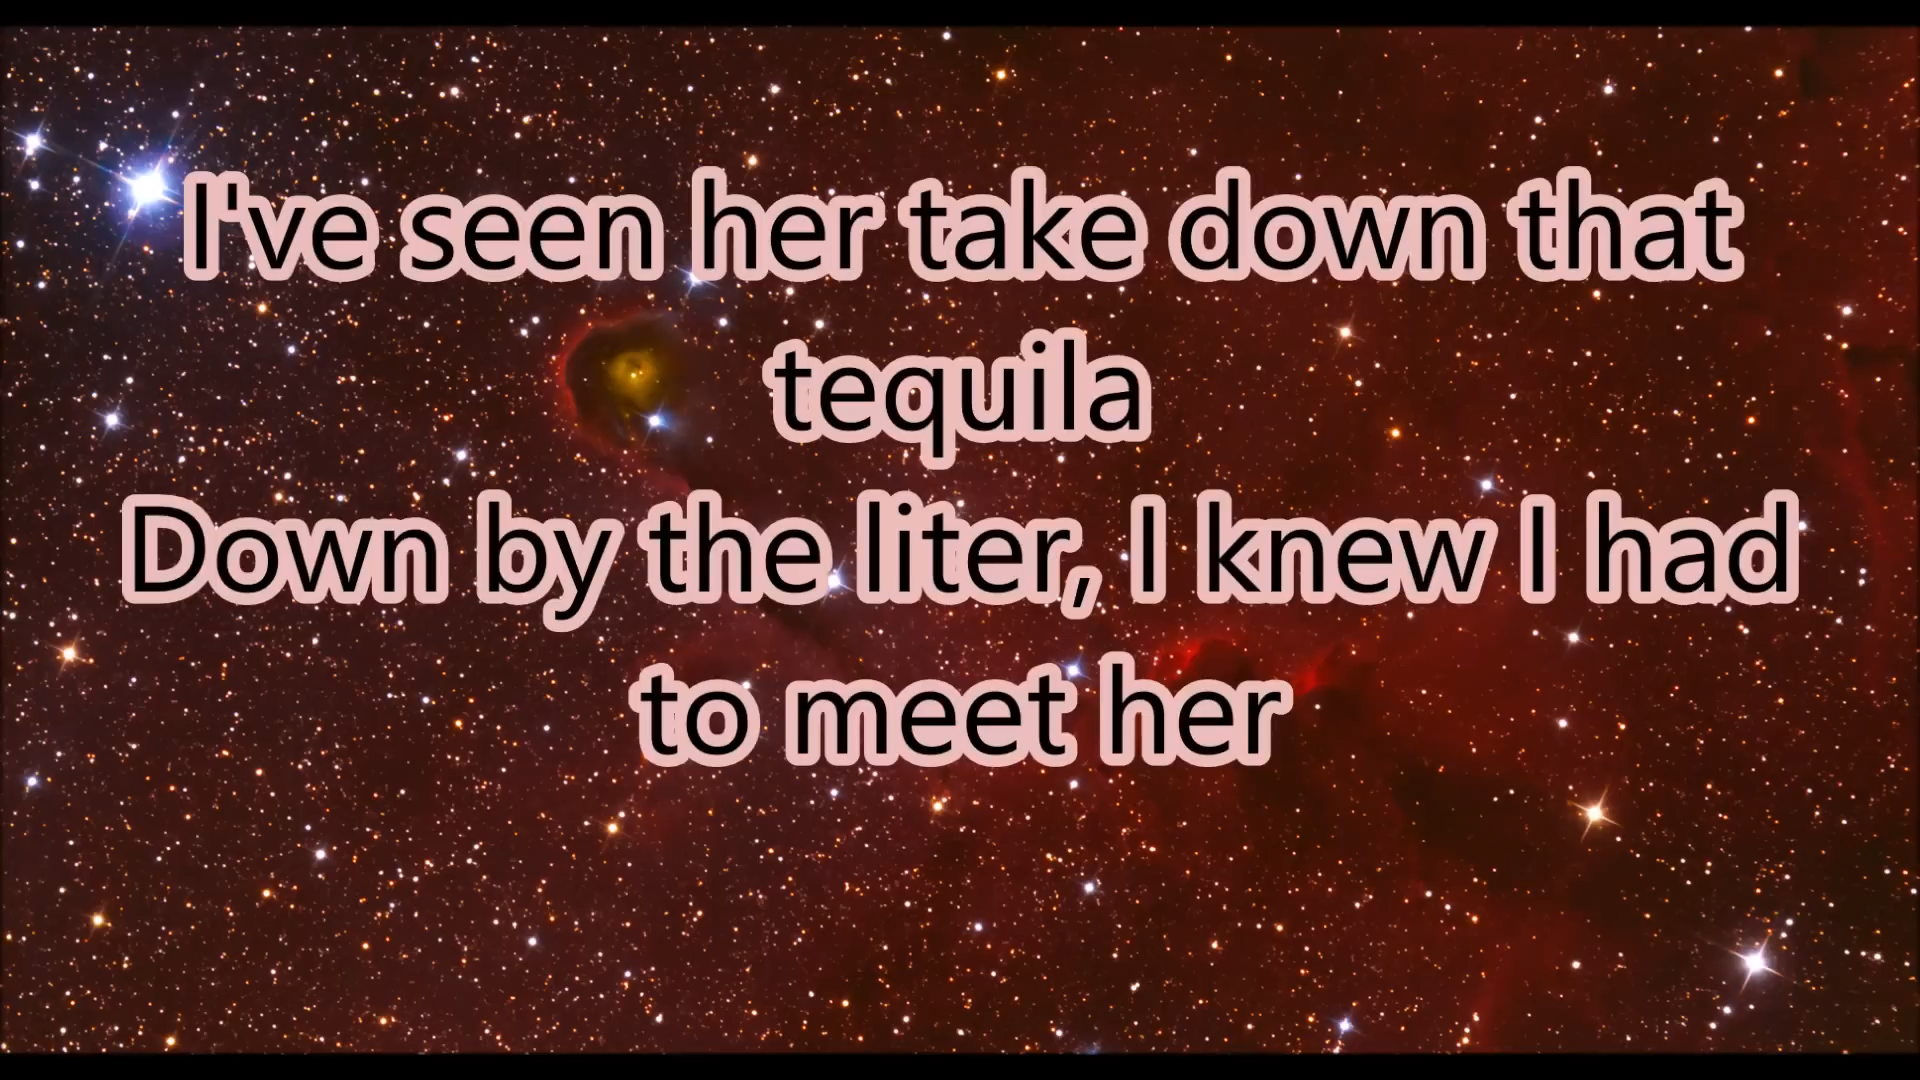 I've seen her take down that
tequila
Down by the liter, I knew I had
to meet her